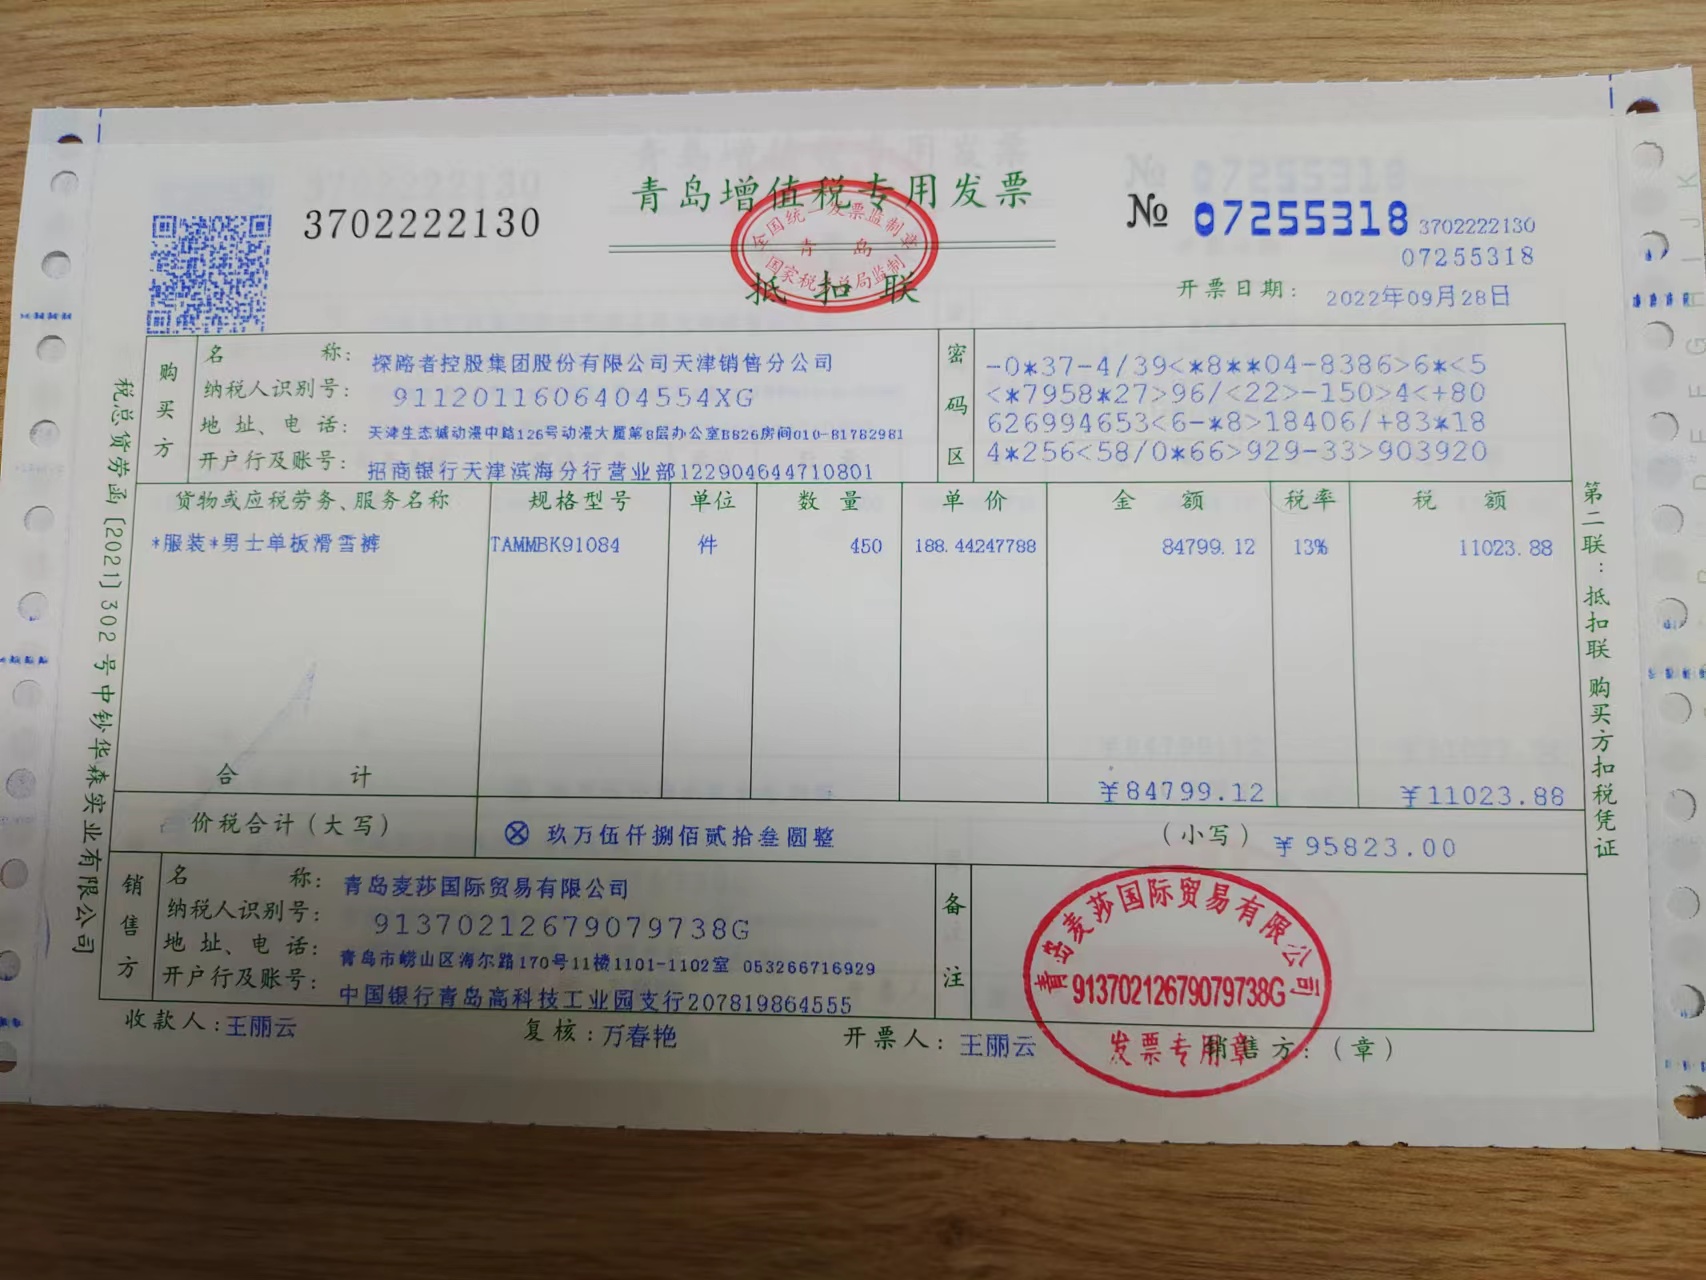 青岛增值税专用发票
3702222130
№ 07255318
3702222130
07255318
全国统一发票监制章
青岛
国家税务总局监制
抵扣联
开票日期： 2022年09月28日
税总货劳函〔2021〕302号中钞华森实业有限公司
购买方
名 称： 探路者控股集团股份有限公司天津销售分公司
纳税人识别号： 91120116064045​54XG
地 址、电 话： 天津生态城动漫中路126号动漫大厦第8层办公室B826房间010-81782981
开户行及账号： 招商银行天津滨海分行营业部122904644710801
密码区
-0*37-4/39<*8**04-8386>6*<5
<*7958*27>96/<22>-150>4<+80
626994653<6-*8>18406/+83*18
4*256<58/0*66>929-33>903920
货物或应税劳务、服务名称 规格型号 单位 数 量 单 价 金 额 税率 税 额
*服装*男士单板滑雪裤 TAMMBK91084 件 450 188.44247788 84799.12 13% 11023.88
合 计 ¥84799.12 ¥11023.88
价税合计（大写） ⊗ 玖万伍仟捌佰贰拾叁圆整 （小写） ¥95823.00
销售方
名 称： 青岛麦莎国际贸易有限公司
纳税人识别号： 91370212679079738G
地 址、电 话： 青岛市崂山区海尔路170号11楼1101-1102室 053266716929
开户行及账号： 中国银行青岛高科技工业园支行207819864555
备注
青岛麦莎国际贸易有限公司
91370212679079738G
发票专用章
收款人：王丽云 复核：万春艳 开票人：王丽云 销售方：（章）
第二联：抵扣联 购买方扣税凭证